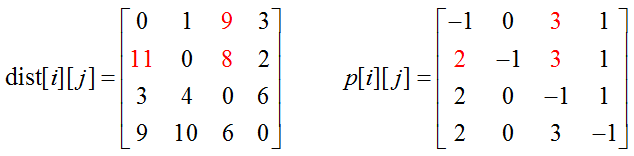 dist[i][j] = [0 1 9 3
11 0 8 2
3 4 0 6
9 10 6 0]
p[i][j] = [−1 0 3 1
2 −1 3 1
2 0 −1 1
2 0 3 −1]